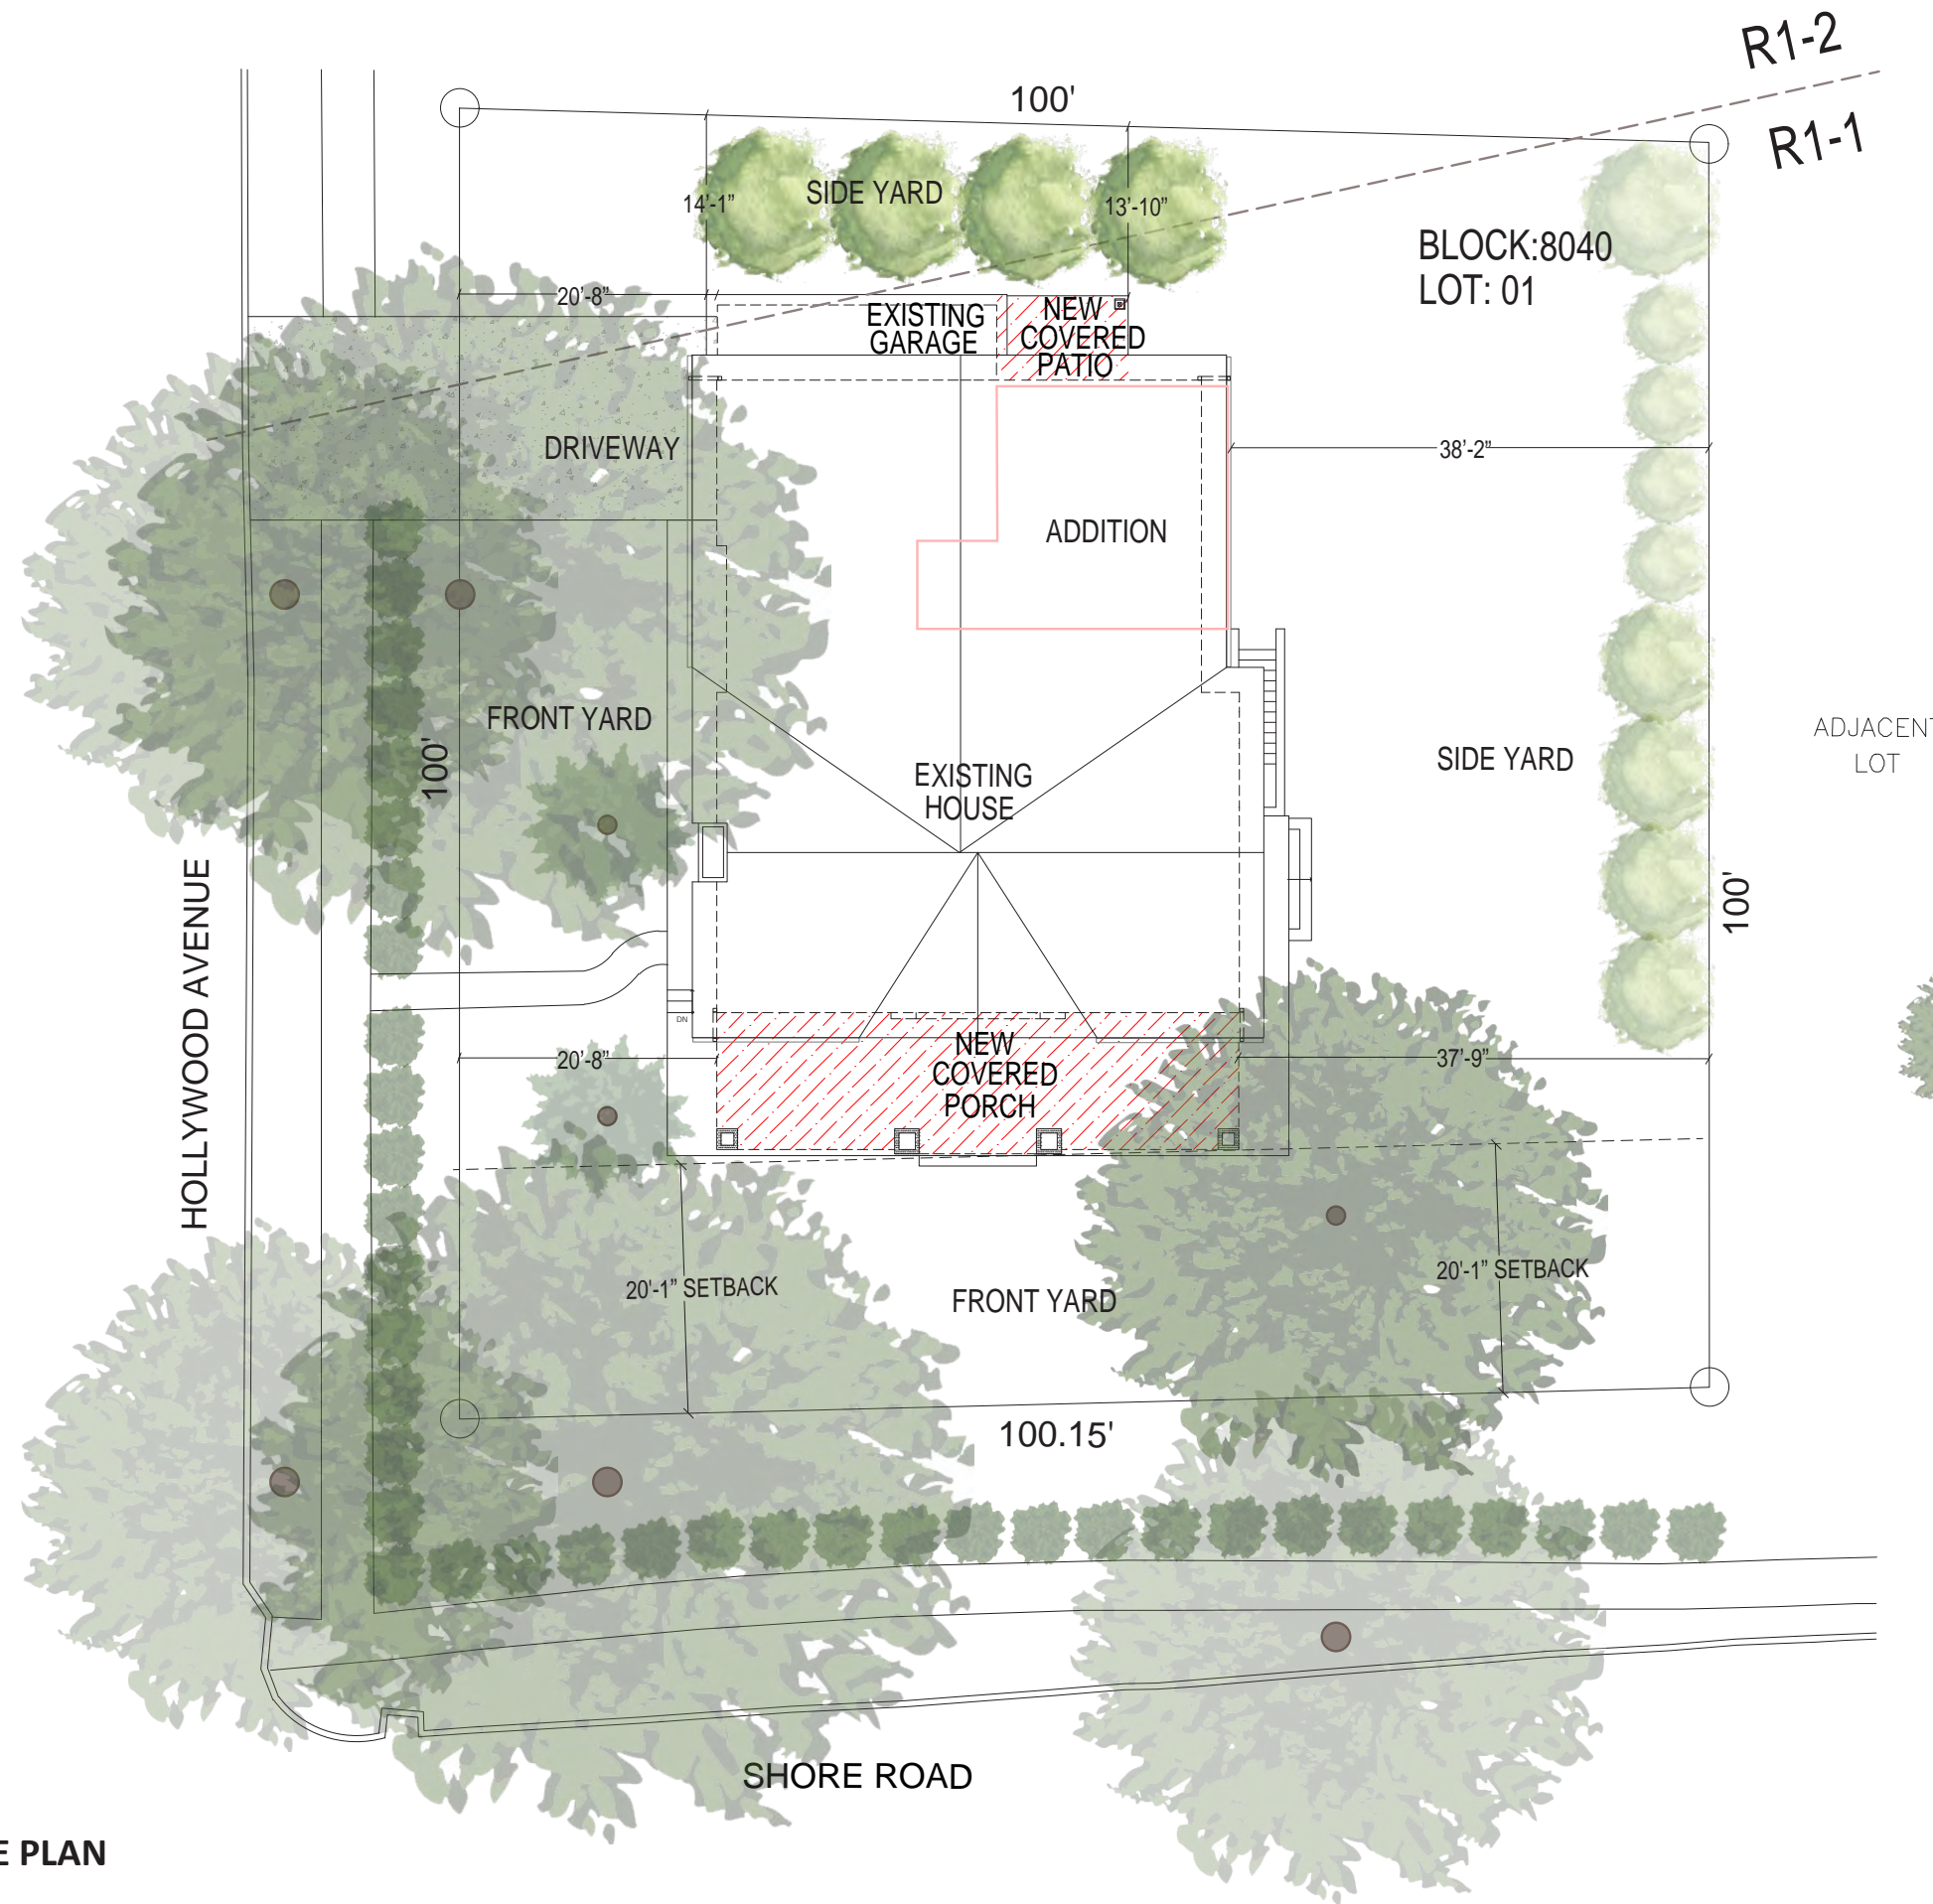 R1-2
100'
R1-1
SIDE YARD
14'-1"
13'-10"
BLOCK:8040
LOT: 01
20'-8"
EXISTING
GARAGE
NEW
COVERED
PATIO
DRIVEWAY
38'-2"
ADDITION
FRONT YARD
100'
EXISTING
HOUSE
SIDE YARD
ADJACENT
LOT
HOLLYWOOD AVENUE
100'
DN
NEW
COVERED
PORCH
20'-8"
37'-9"
20'-1" SETBACK
FRONT YARD
20'-1" SETBACK
100.15'
SHORE ROAD
E PLAN